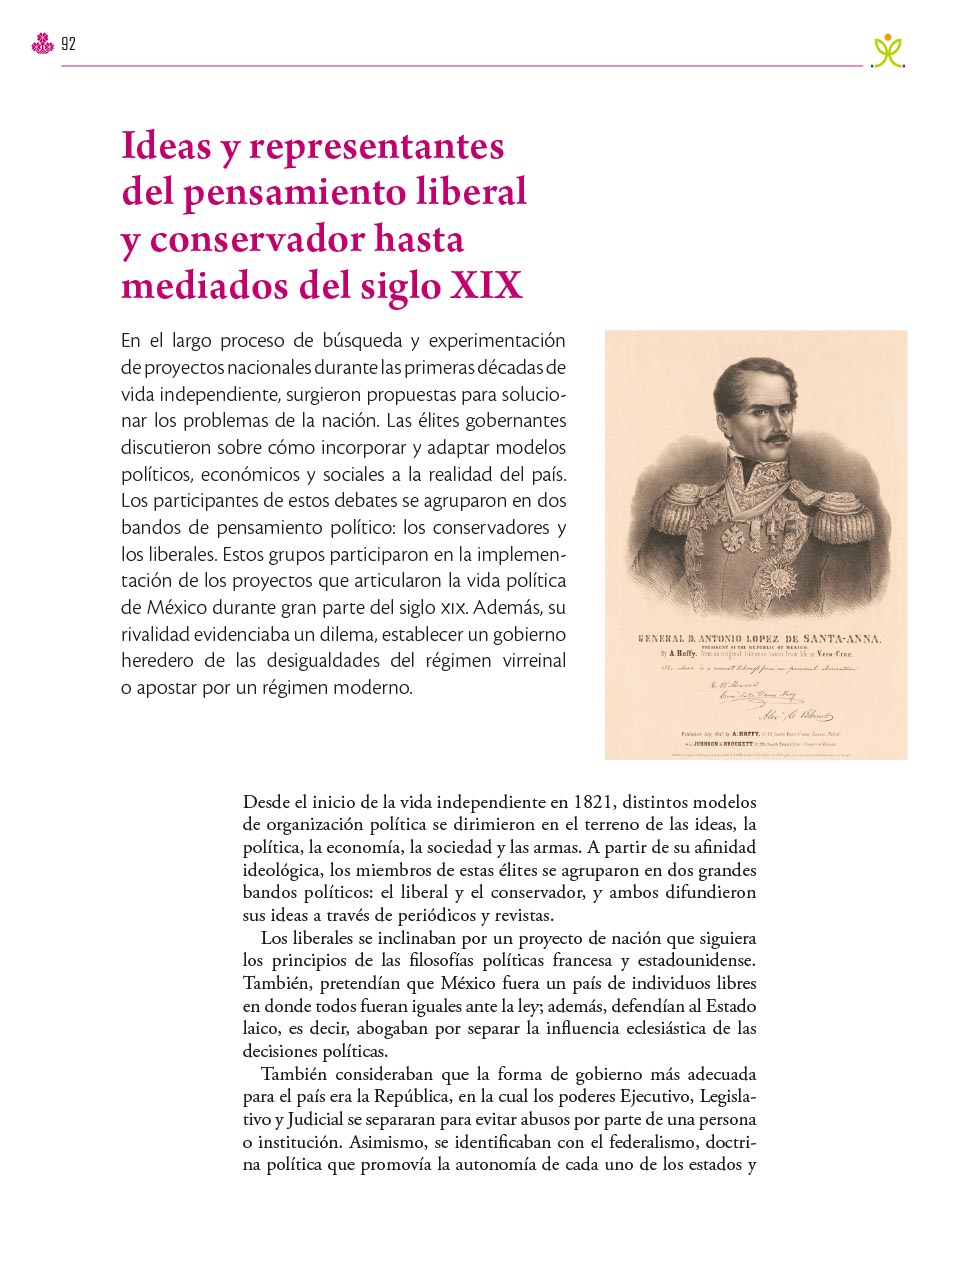 92
Ideas y representantes
del pensamiento liberal
y conservador hasta
mediados del siglo XIX
En el largo proceso de búsqueda y experimentación
de proyectos nacionales durante las primeras décadas de
vida independiente, surgieron propuestas para solucio-
nar los problemas de la nación. Las élites gobernantes
discutieron sobre cómo incorporar y adaptar modelos
políticos, económicos y sociales a la realidad del país.
Los participantes de estos debates se agruparon en dos
bandos de pensamiento político: los conservadores y
los liberales. Estos grupos participaron en la implemen-
tación de los proyectos que articularon la vida política
de México durante gran parte del siglo XIX. Además, su
rivalidad evidenciaba un dilema, establecer un gobierno
heredero de las desigualdades del régimen virreinal
o apostar por un régimen moderno.
GENERAL D. ANTONIO LOPEZ DE SANTA-ANNA,
PRESIDENT OF THE REPUBLIC OF MEXICO.
By A. Hoffy, from an original likeness taken from life at Vera-Cruz.
Published July 1847 by A. HOFFY,
JOHNSON & BROCKETT
Desde el inicio de la vida independiente en 1821, distintos modelos
de organización política se dirimieron en el terreno de las ideas, la
política, la economía, la sociedad y las armas. A partir de su afinidad
ideológica, los miembros de estas élites se agruparon en dos grandes
bandos políticos: el liberal y el conservador, y ambos difundieron
sus ideas a través de periódicos y revistas.
Los liberales se inclinaban por un proyecto de nación que siguiera
los principios de las filosofías políticas francesa y estadounidense.
También, pretendían que México fuera un país de individuos libres
en donde todos fueran iguales ante la ley; además, defendían al Estado
laico, es decir, abogaban por separar la influencia eclesiástica de las
decisiones políticas.
También consideraban que la forma de gobierno más adecuada
para el país era la República, en la cual los poderes Ejecutivo, Legisla-
tivo y Judicial se separaran para evitar abusos por parte de una persona
o institución. Asimismo, se identificaban con el federalismo, doctri-
na política que promovía la autonomía de cada uno de los estados y